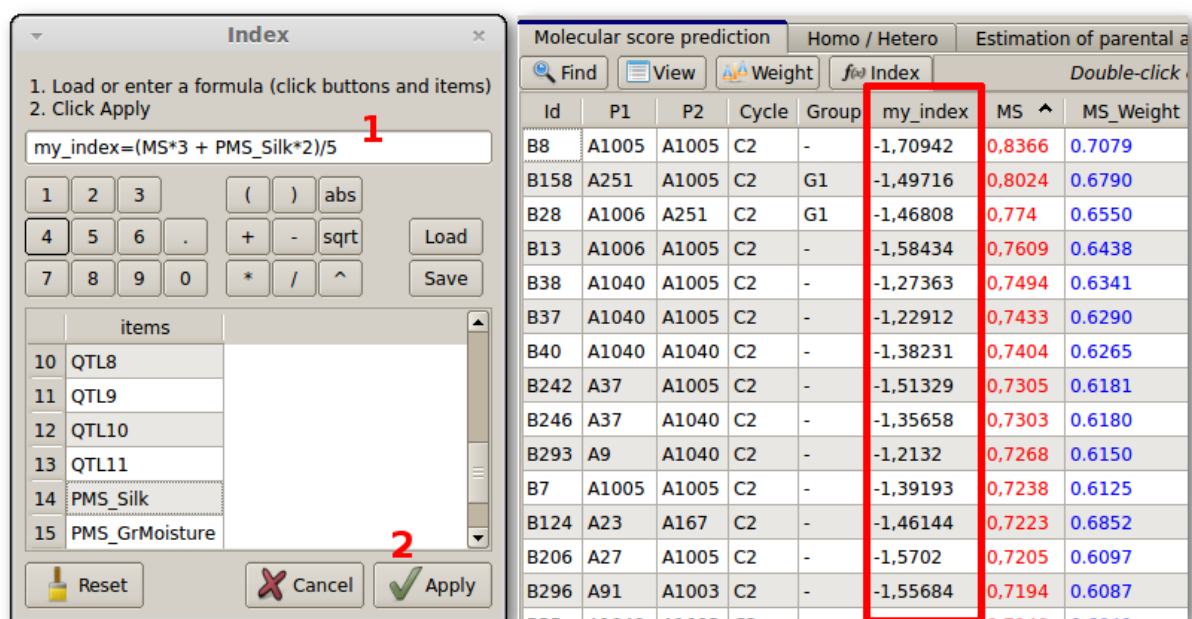 Index
1. Load or enter a formula (click buttons and items)
2. Click Apply
1
my_index=(MS*3 + PMS_Silk*2)/5
1 2 3 ( ) abs
4 5 6 . + - sqrt Load
7 8 9 0 * / ^ Save
items
10 QTL8
11 QTL9
12 QTL10
13 QTL11
14 PMS_Silk
15 PMS_GrMoisture
2
Reset Cancel Apply
Molecular score prediction Homo / Hetero Estimation of parental a
Find View Weight f(x) Index Double-click
Id P1 P2 Cycle Group my_index MS MS_Weight
B8 A1005 A1005 C2 - -1,70942 0,8366 0.7079
B158 A251 A1005 C2 G1 -1,49716 0,8024 0.6790
B28 A1006 A251 C2 G1 -1,46808 0,774 0.6550
B13 A1006 A1005 C2 - -1,58434 0,7609 0.6438
B38 A1040 A1005 C2 - -1,27363 0,7494 0.6341
B37 A1040 A1005 C2 - -1,22912 0,7433 0.6290
B40 A1040 A1040 C2 - -1,38231 0,7404 0.6265
B242 A37 A1005 C2 - -1,51329 0,7305 0.6181
B246 A37 A1040 C2 - -1,35658 0,7303 0.6180
B293 A9 A1040 C2 - -1,2132 0,7268 0.6150
B7 A1005 A1005 C2 - -1,39193 0,7238 0.6125
B124 A23 A167 C2 - -1,46144 0,7223 0.6852
B206 A27 A1005 C2 - -1,5702 0,7205 0.6097
B296 A91 A1003 C2 - -1,55684 0,7194 0.6087